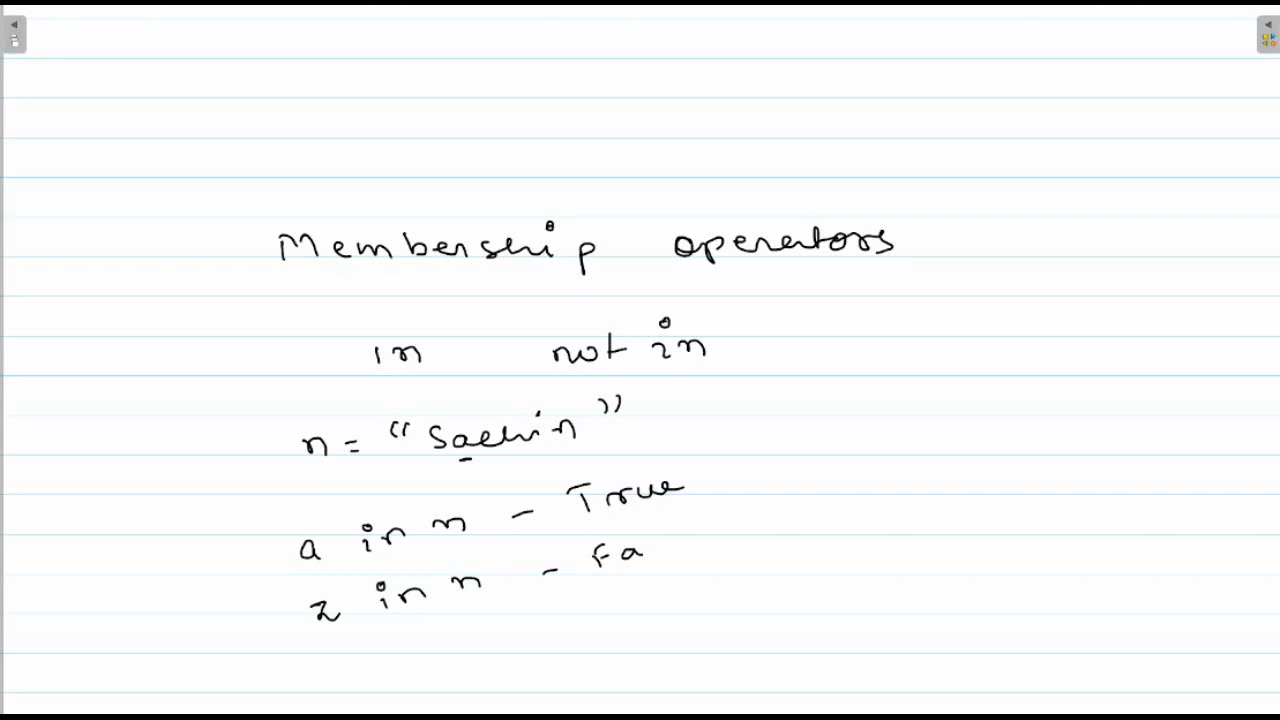 Membership operators
in not in
n = "Sachin"
a in n - True
z in n - Fa